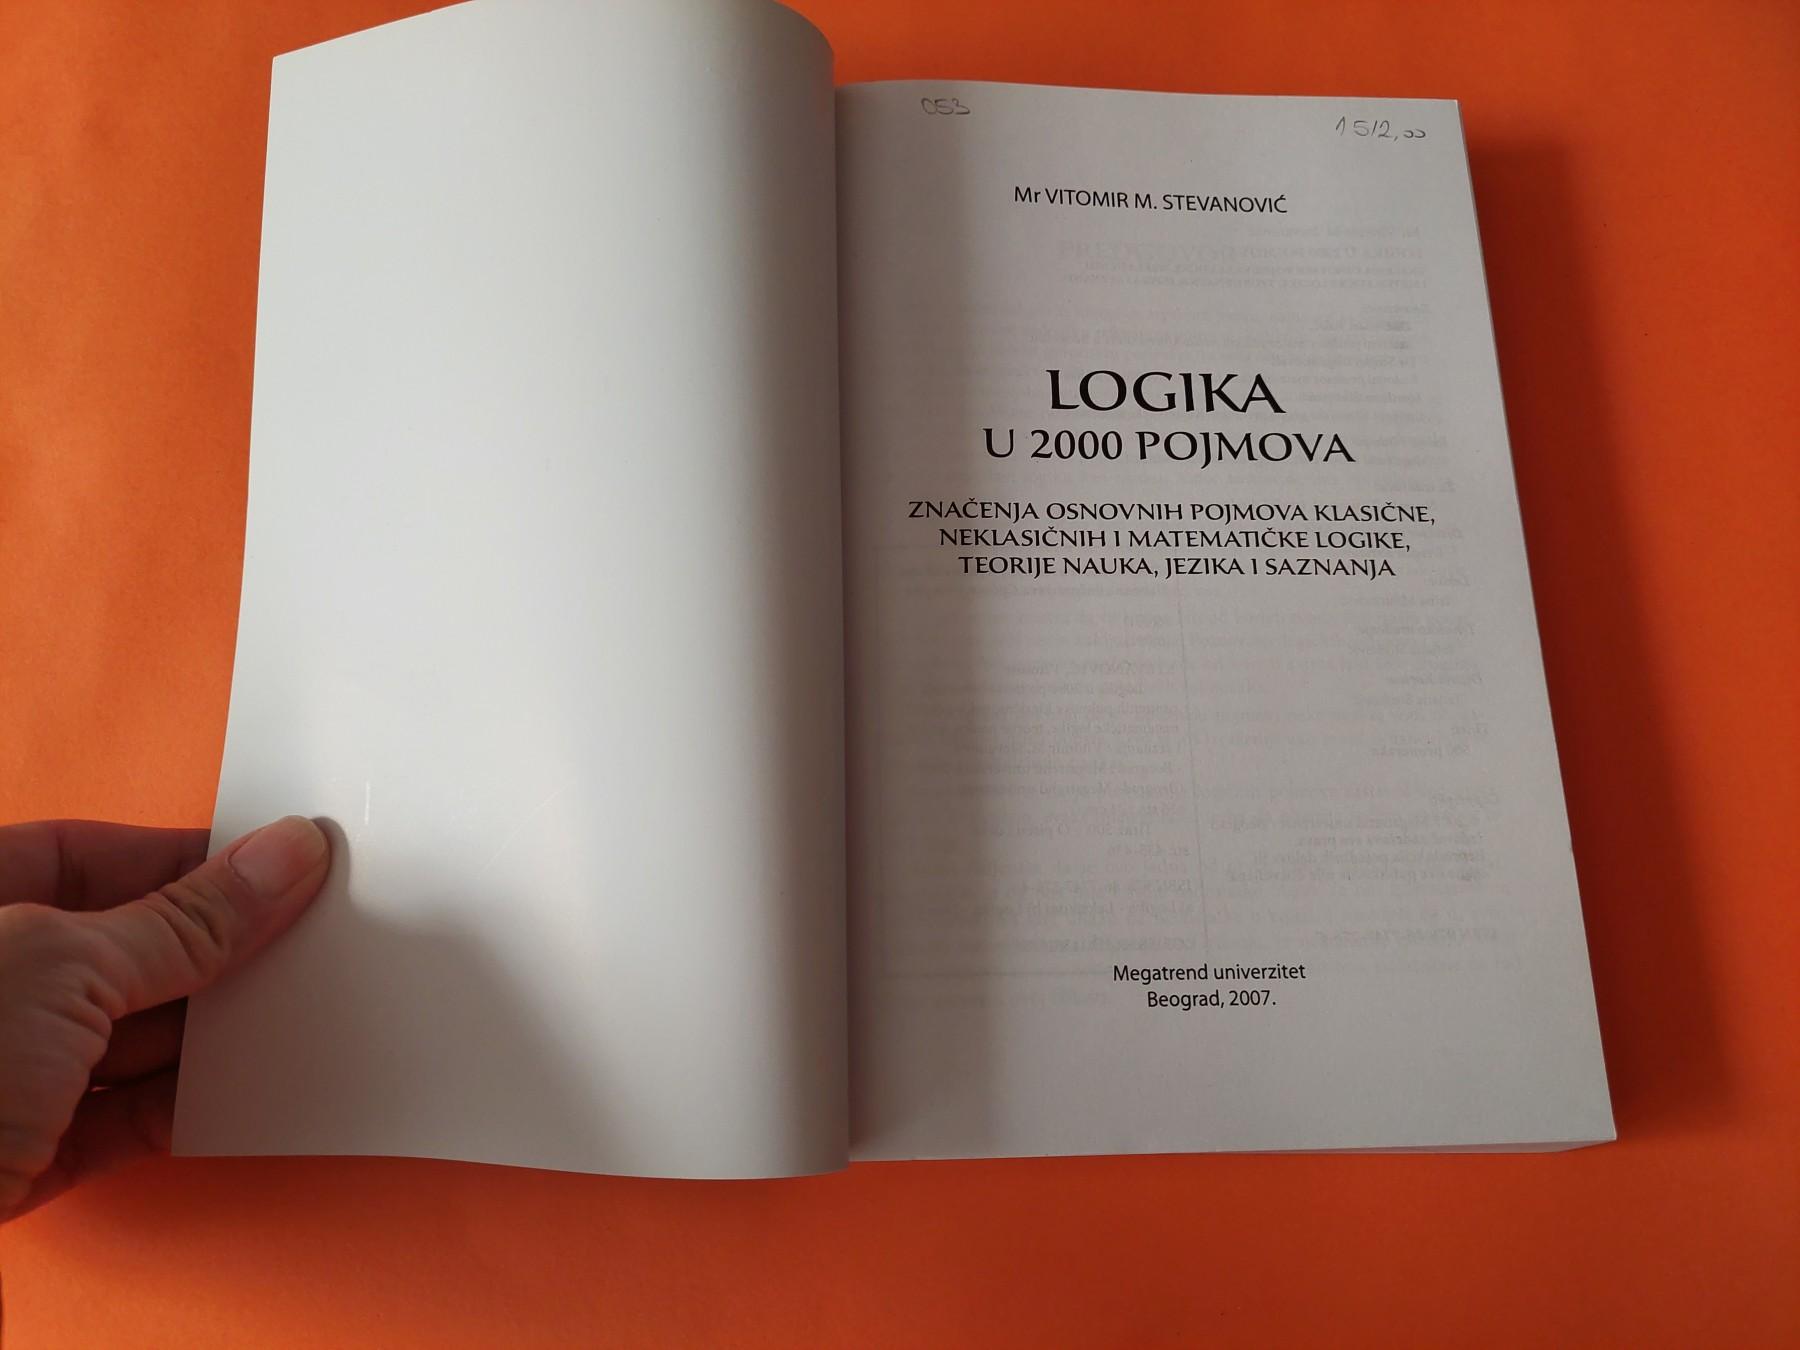 053
1512,00
Mr VITOMIR M. STEVANOVIĆ
LOGIKA
U 2000 POJMOVA
ZNAČENJA OSNOVNIH POJMOVA KLASIČNE,
NEKLASIČNIH I MATEMATIČKE LOGIKE,
TEORIJE NAUKA, JEZIKA I SAZNANJA
Megatrend univerzitet
Beograd, 2007.